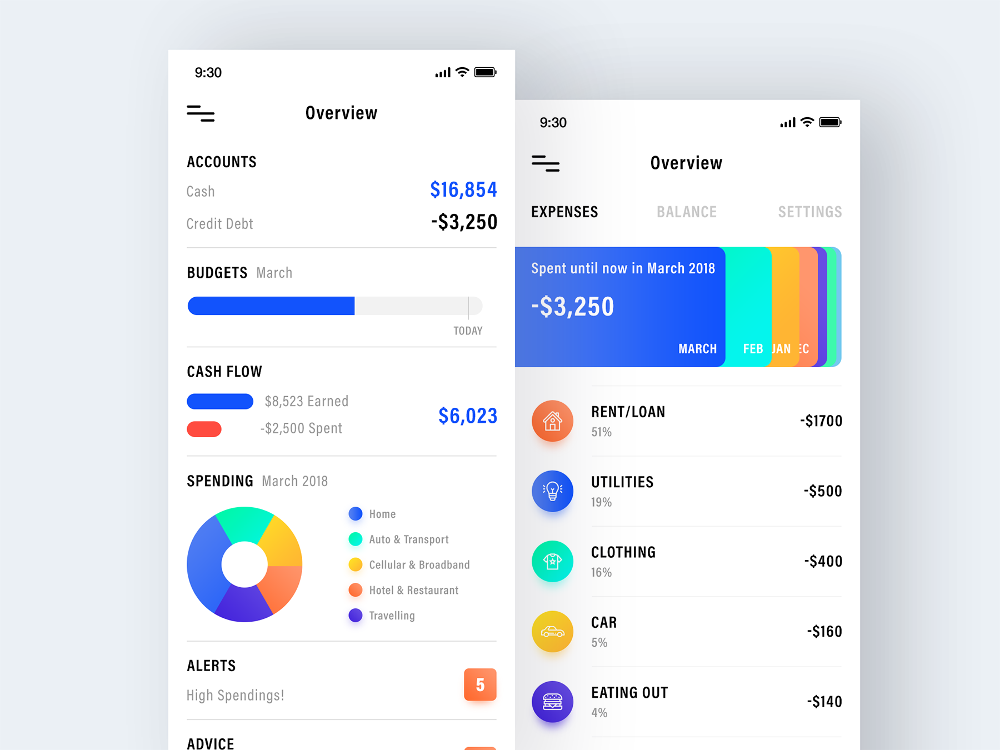 9:30
Overview
ACCOUNTS
Cash $16,854
Credit Debt -$3,250
BUDGETS March
TODAY
CASH FLOW
$8,523 Earned
-$2,500 Spent
$6,023
SPENDING March 2018
Home
Auto & Transport
Cellular & Broadband
Hotel & Restaurant
Travelling
ALERTS
High Spendings!
5
ADVICE
9:30
Overview
EXPENSES BALANCE SETTINGS
Spent until now in March 2018
-$3,250
MARCH FEB JAN EC
RENT/LOAN
51%
-$1700
UTILITIES
19%
-$500
CLOTHING
16%
-$400
CAR
5%
-$160
EATING OUT
4%
-$140